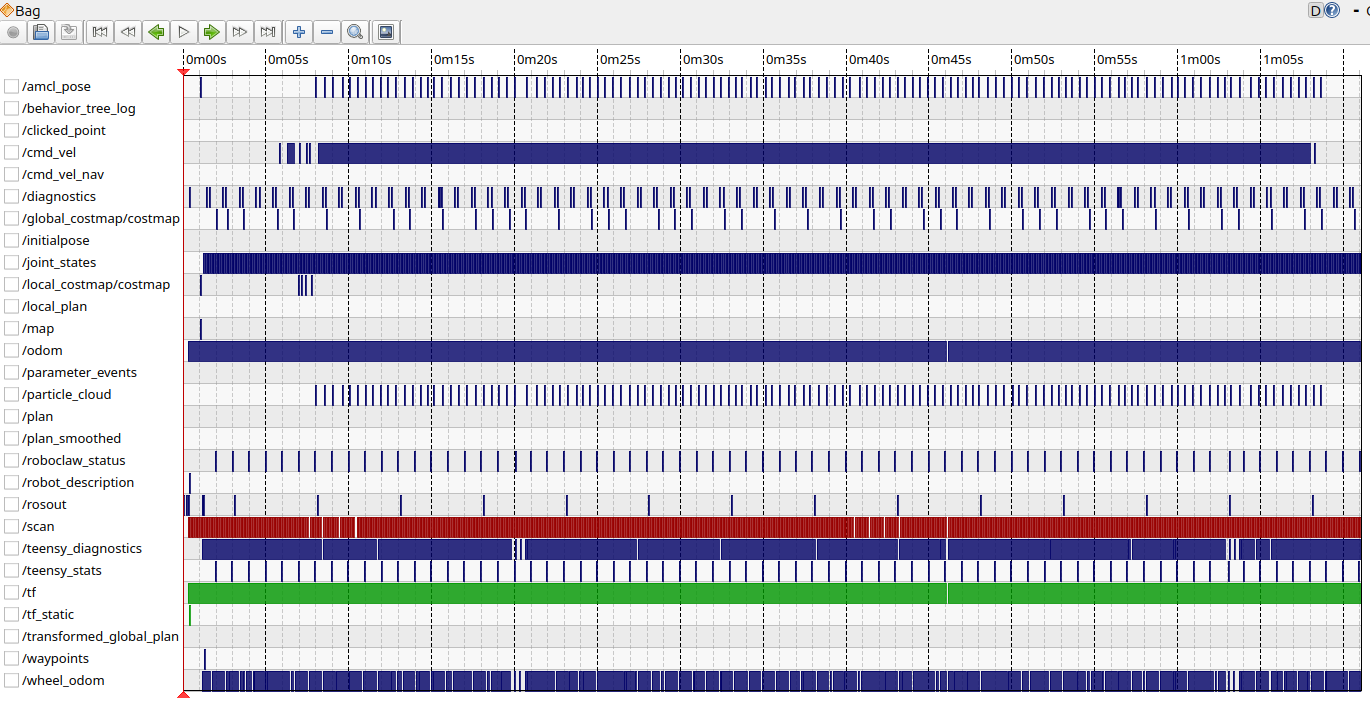 Bag
D ?
0m00s 0m05s 0m10s 0m15s 0m20s 0m25s 0m30s 0m35s 0m40s 0m45s 0m50s 0m55s 1m00s 1m05s
/amcl_pose
/behavior_tree_log
/clicked_point
/cmd_vel
/cmd_vel_nav
/diagnostics
/global_costmap/costmap
/initialpose
/joint_states
/local_costmap/costmap
/local_plan
/map
/odom
/parameter_events
/particle_cloud
/plan
/plan_smoothed
/roboclaw_status
/robot_description
/rosout
/scan
/teensy_diagnostics
/teensy_stats
/tf
/tf_static
/transformed_global_plan
/waypoints
/wheel_odom